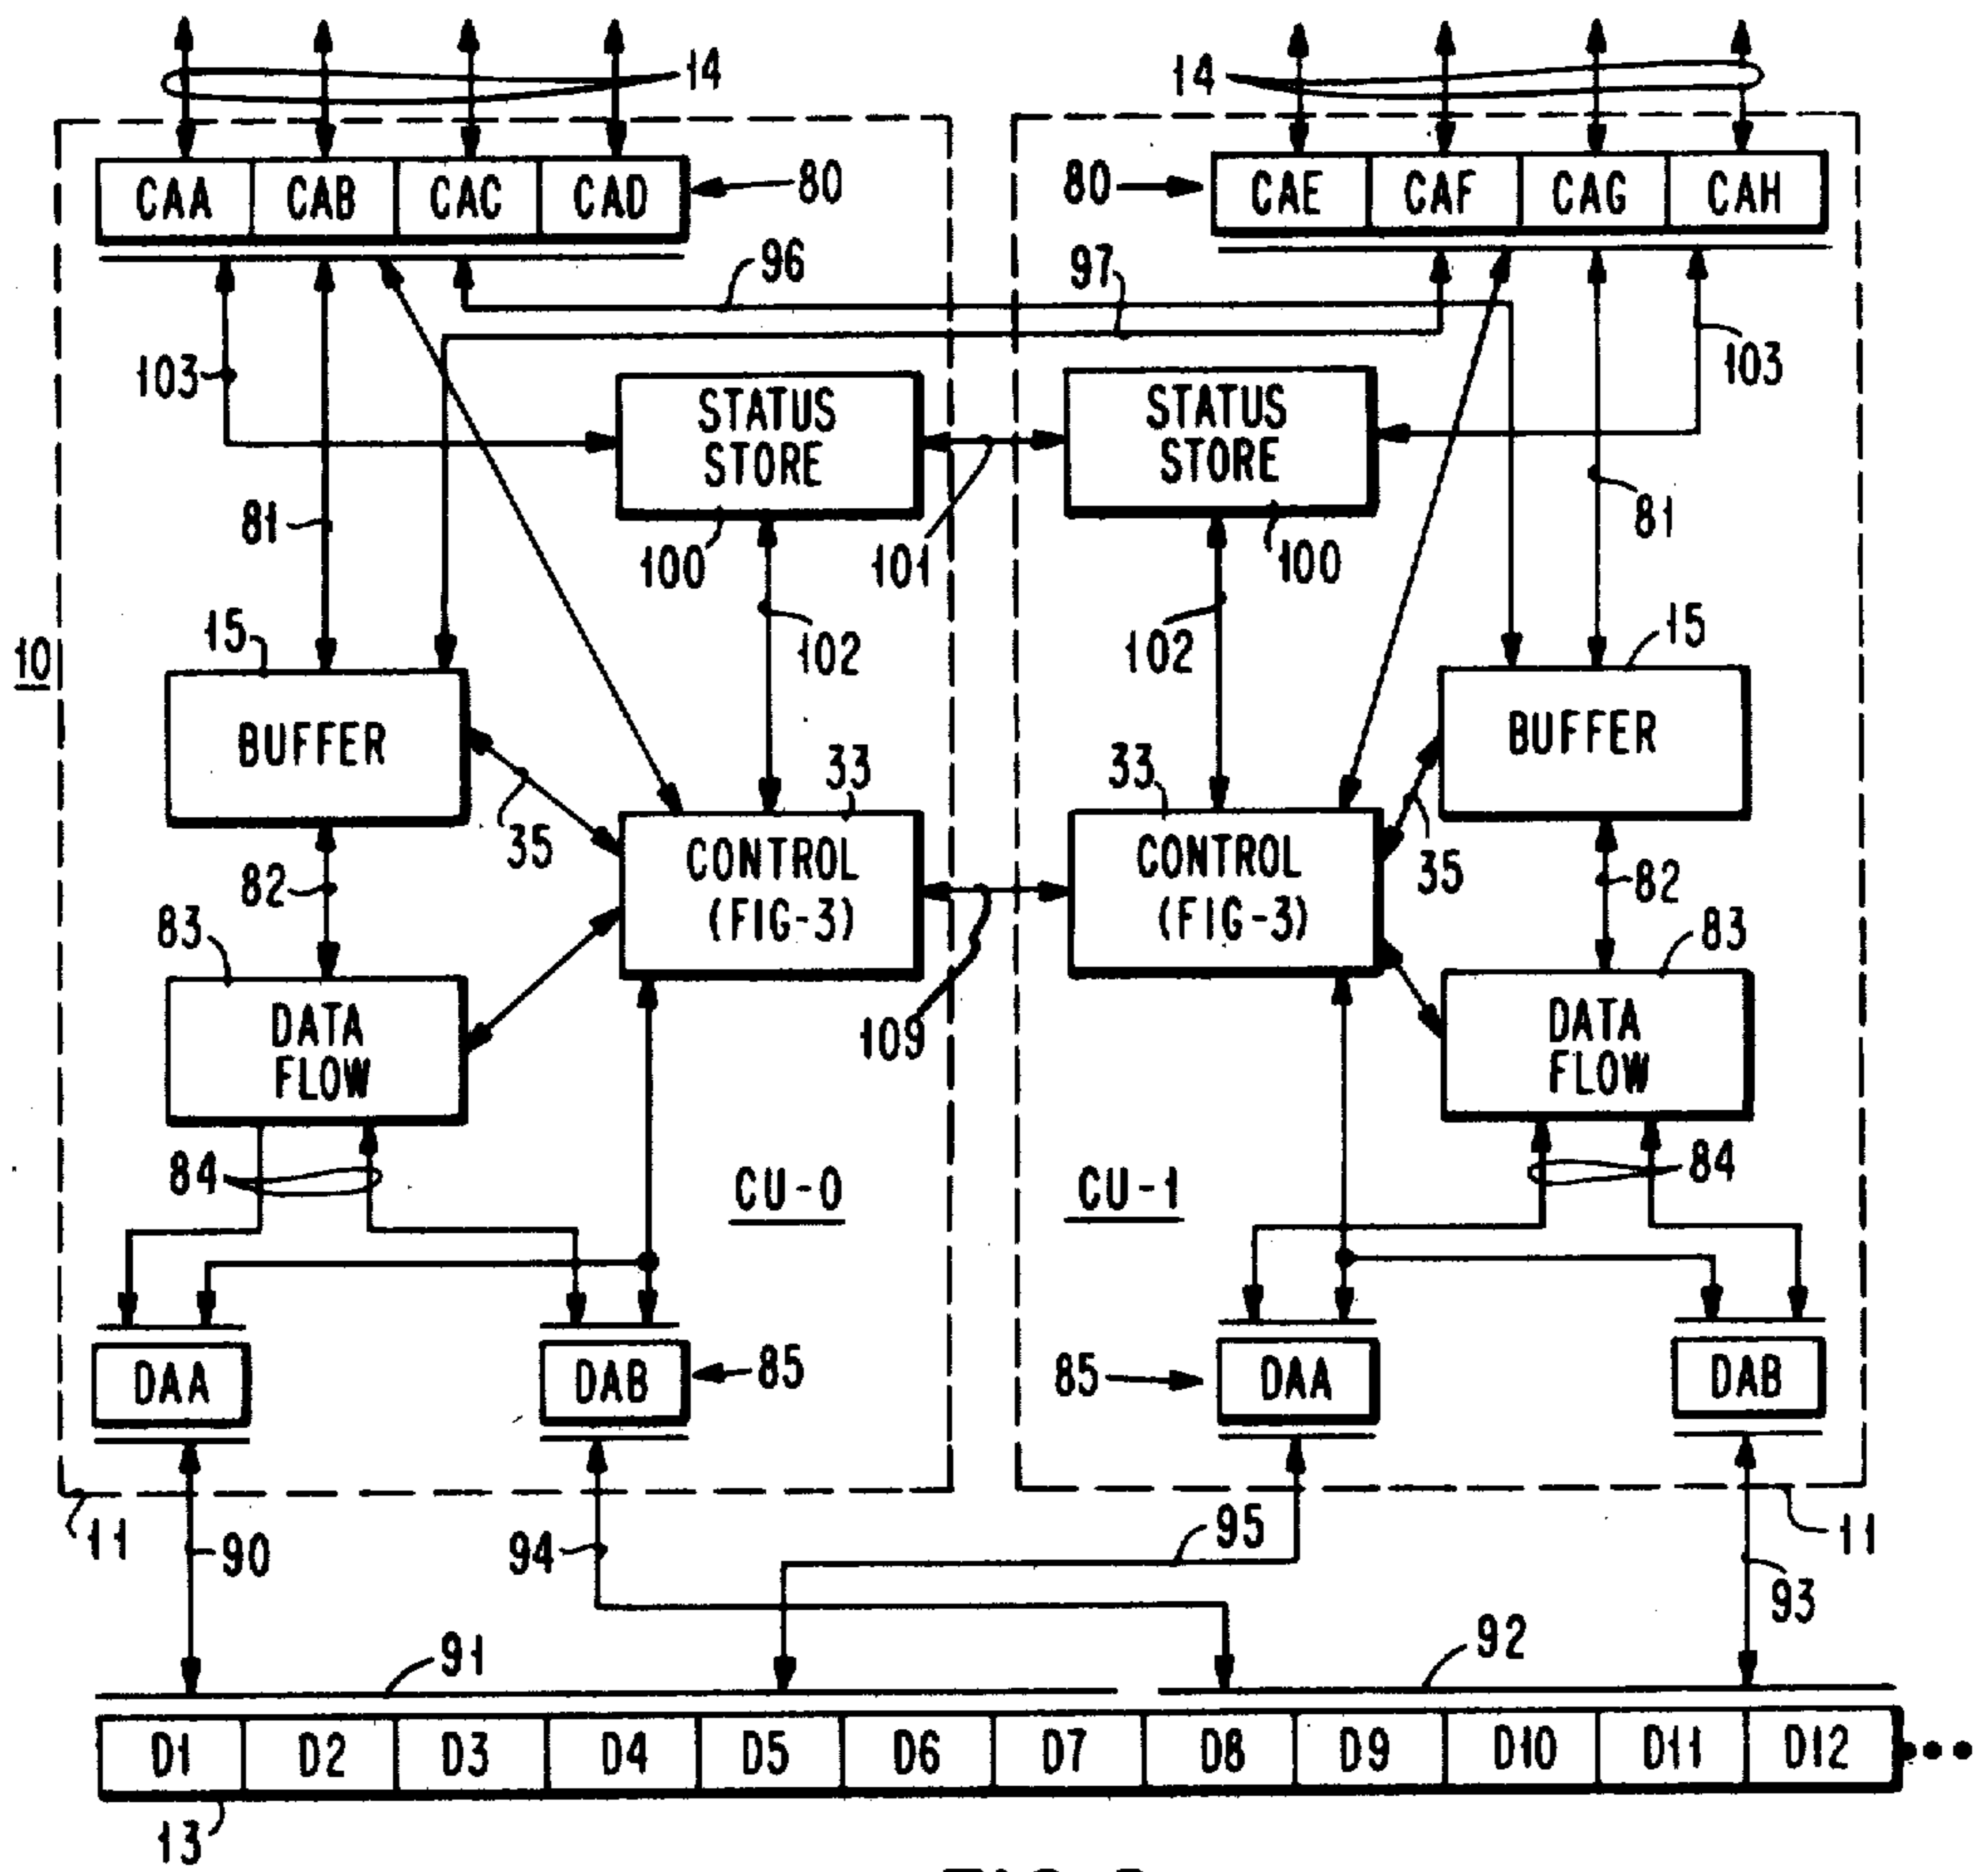 14 14
CAA CAB CAC CAD 80 80 CAE CAF CAG CAH
96 97
103 103
STATUS STORE STATUS STORE
81 81
100 101 100
10 15 102 102 15
BUFFER BUFFER
33 33
35 CONTROL (FIG-3) CONTROL (FIG-3) 35
82 82
83 83
DATA FLOW DATA FLOW
109
84 CU-0 CU-1 84
DAA DAB 85 85 DAA DAB
11 90 94 95 11
93
91 92
D1 D2 D3 D4 D5 D6 D7 D8 D9 D10 D11 D12
13